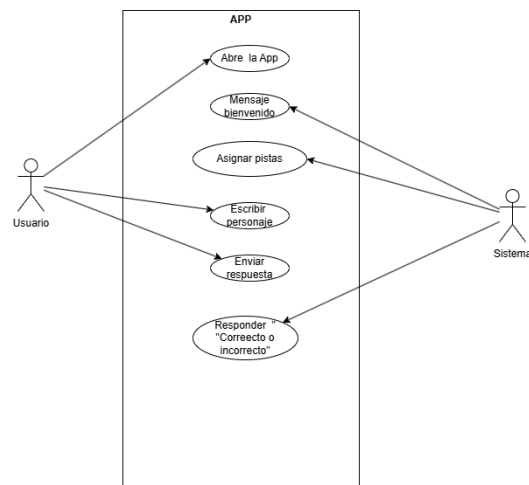 APP
Abre la App
Mensaje
bienvenido
Asignar pistas
Usuario
Escribir
personaje
Sistema
Enviar
respuesta
Responder "
"Correecto o
incorrecto"